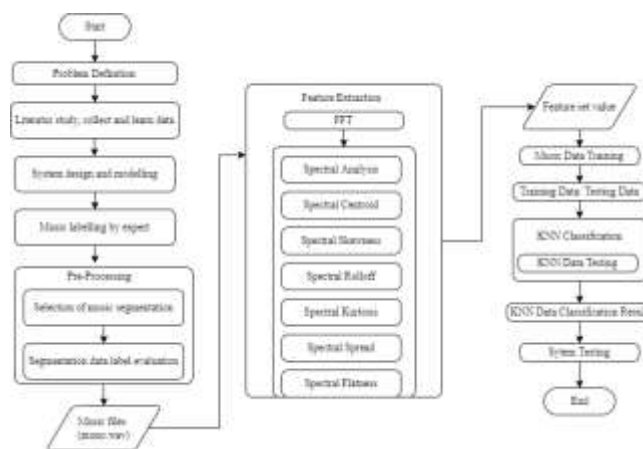 Start
Problem Definition
Literatur study, collect and learn data
System design and modelling
Music labelling by expert
Pre-Processing
Selection of music segmentation
Segmentation data label evaluation
Music files
(mono.wav)
Feature Extraction
FFT
Spectral Analysis
Spectral Centroid
Spectral Skewness
Spectral Rolloff
Spectral Kurtosis
Spectral Spread
Spectral Flatness
Feature set value
Music Data Training
Training Data Testing Data
KNN Classification
KNN Data Testing
KNN Data Classification Result
Sytem Testing
End